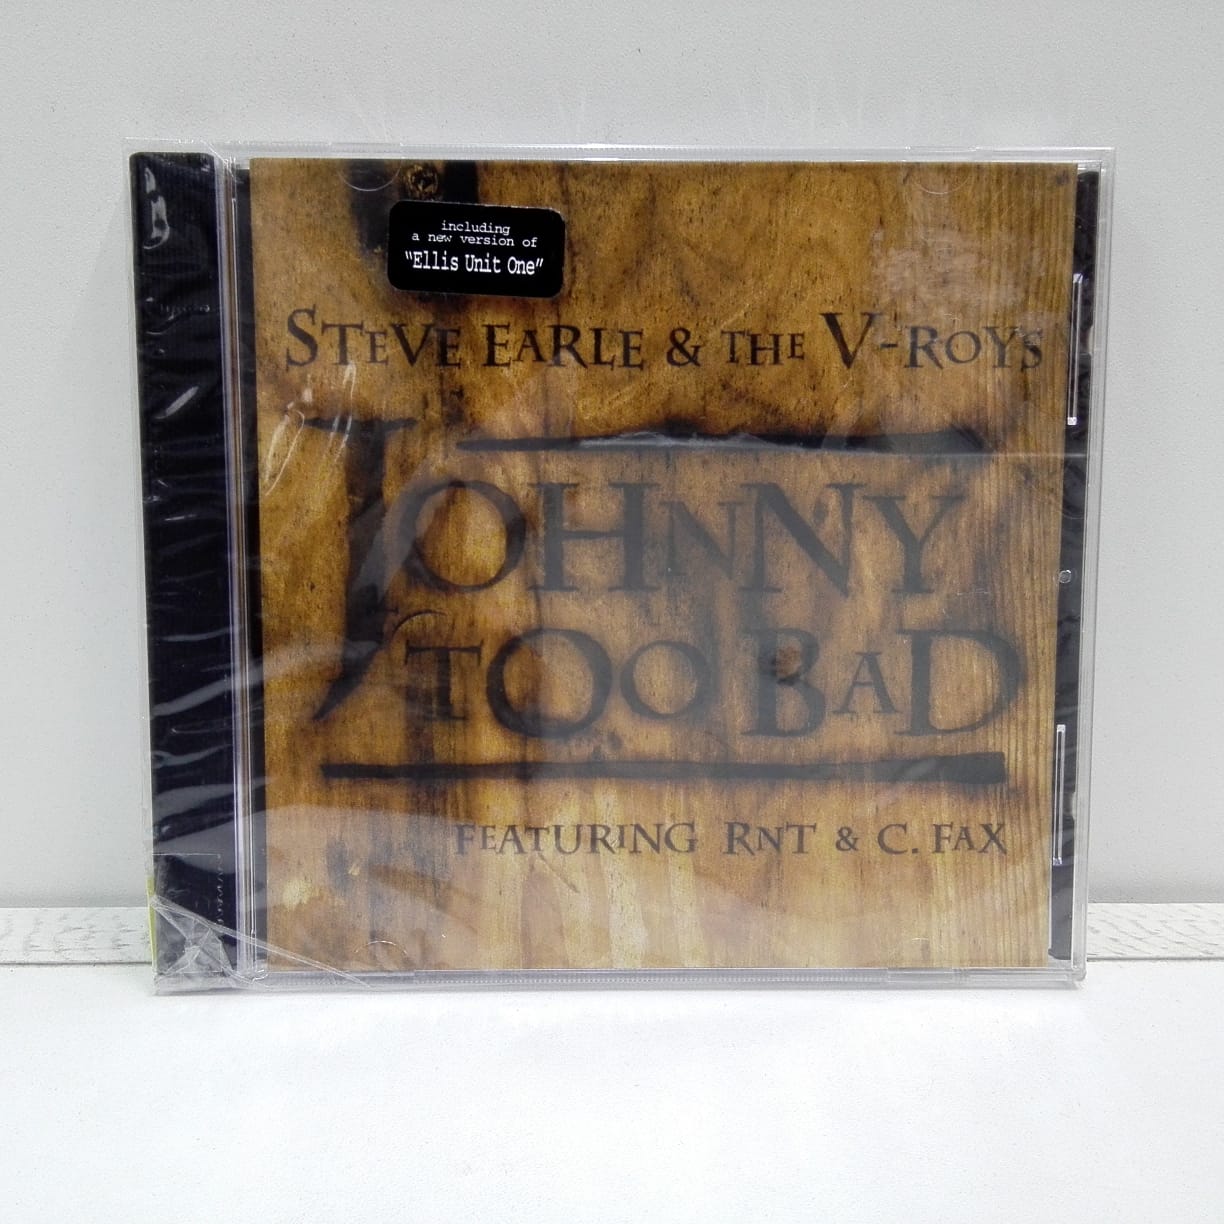 including
a new version of
"Ellis Unit One"
STEVE EARLE & THE V-ROYS
JOHNNY
TOO BAD
FEATURING RNT & C. FAX